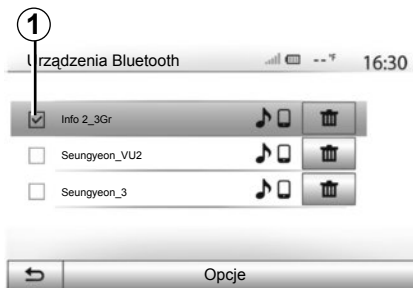 1
Urządzenia Bluetooth --°F 16:30
Info 2_3Gr
Seungyeon_VU2
Seungyeon_3
Opcje